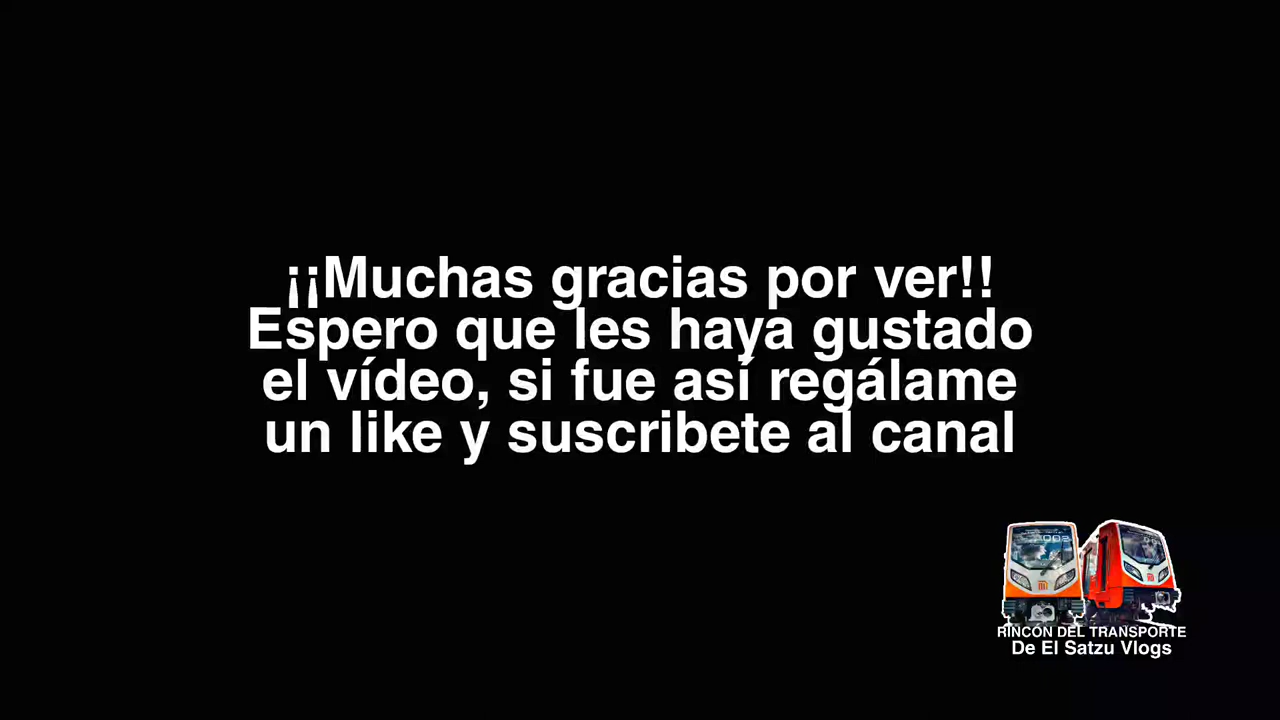 ¡¡Muchas gracias por ver!!
Espero que les haya gustado
el vídeo, si fue así regálame
un like y suscribete al canal
RINCÓN DEL TRANSPORTE
De El Satzu Vlogs